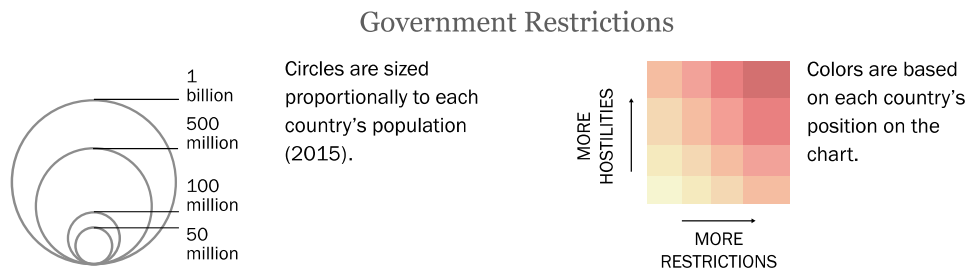 Government Restrictions
1
billion
500
million
100
million
50
million
Circles are sized
proportionally to each
country’s population
(2015).
MORE
HOSTILITIES
MORE
RESTRICTIONS
Colors are based
on each country’s
position on the
chart.